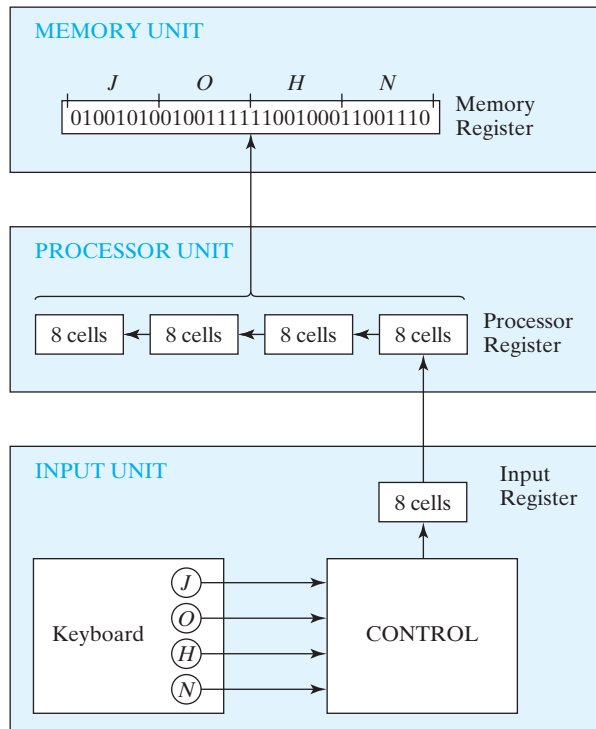 MEMORY UNIT
J O H N
01001010010011111100100011001110
Memory
Register
PROCESSOR UNIT
8 cells 8 cells 8 cells 8 cells
Processor
Register
INPUT UNIT
Input
Register
8 cells
J
O
Keyboard
CONTROL
H
N